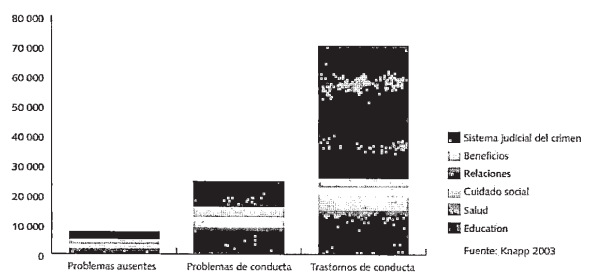 80 000
70 000
60 000
50 000
40 000
30 000
20 000
10 000
0
Problemas ausentes
Problemas de conducta
Trastornos de conducta
Sistema judicial del crimen
Beneficios
Relaciones
Cuidado social
Salud
Education
Fuente: Knapp 2003